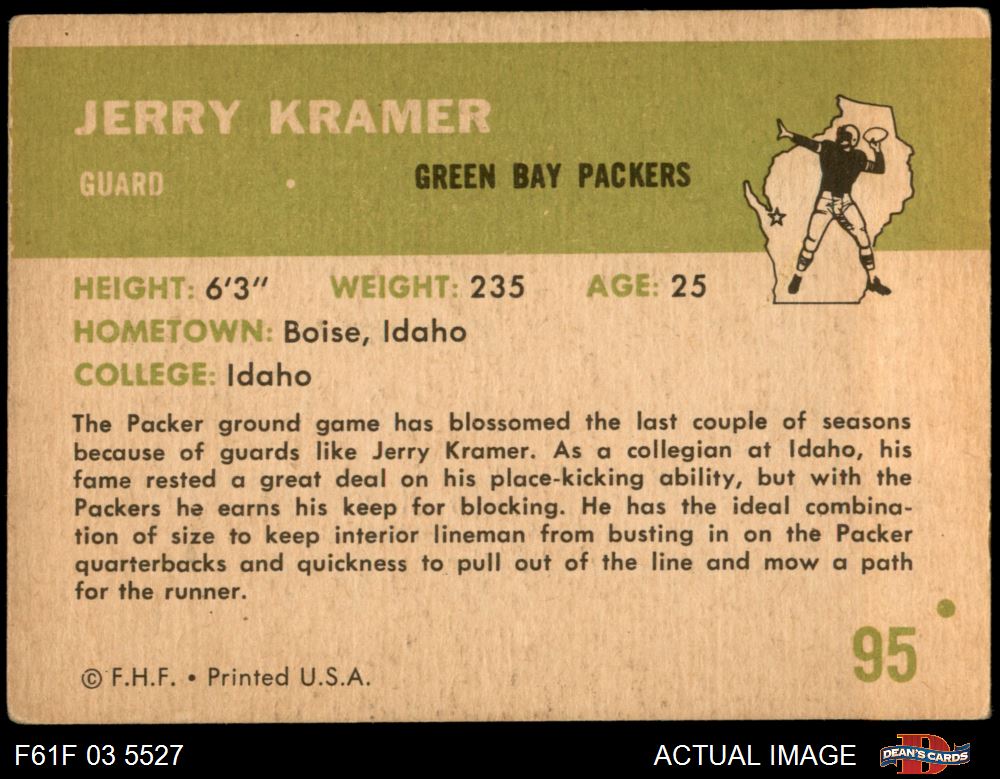 JERRY KRAMER
GUARD • GREEN BAY PACKERS
HEIGHT: 6'3" WEIGHT: 235 AGE: 25
HOMETOWN: Boise, Idaho
COLLEGE: Idaho
The Packer ground game has blossomed the last couple of seasons
because of guards like Jerry Kramer. As a collegian at Idaho, his
fame rested a great deal on his place-kicking ability, but with the
Packers he earns his keep for blocking. He has the ideal combina-
tion of size to keep interior lineman from busting in on the Packer
quarterbacks and quickness to pull out of the line and mow a path
for the runner.
95
© F.H.F. • Printed U.S.A.
F61F 03 5527
ACTUAL IMAGE
DEAN'S CARDS